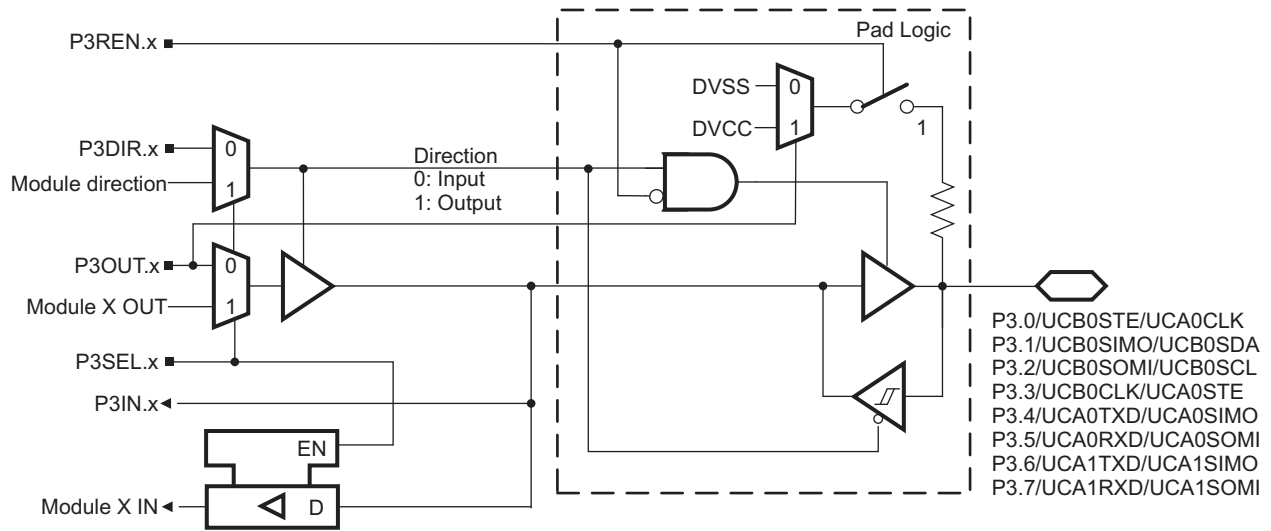 Pad Logic
P3REN.x
DVSS
0
DVCC
1
1
P3DIR.x
0
Module direction
1
Direction
0: Input
1: Output
P3OUT.x
0
Module X OUT
1
P3SEL.x
P3IN.x
EN
Module X IN
D
P3.0/UCB0STE/UCA0CLK
P3.1/UCB0SIMO/UCB0SDA
P3.2/UCB0SOMI/UCB0SCL
P3.3/UCB0CLK/UCA0STE
P3.4/UCA0TXD/UCA0SIMO
P3.5/UCA0RXD/UCA0SOMI
P3.6/UCA1TXD/UCA1SIMO
P3.7/UCA1RXD/UCA1SOMI